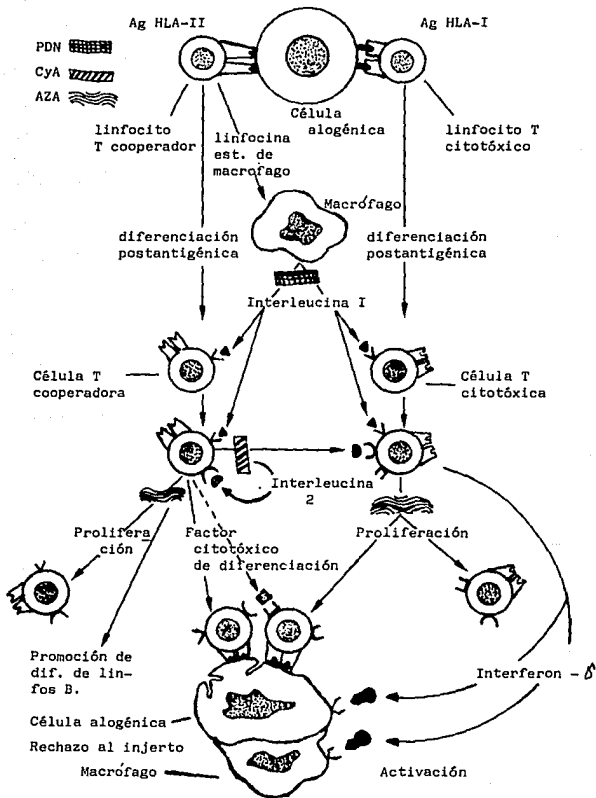 Ag HLA-II
Ag HLA-I
PDN
CyA
AZA
Célula
alogénica
linfocito
T cooperador
linfocina
est. de
macrofago
linfocito T
citotóxico
Macrófago
diferenciación
postantigénica
diferenciación
postantigénica
Interleucina I
Célula T
cooperadora
Célula T
citotóxica
Interleucina
2
Prolifera
ción
Factor
citotóxico
de diferenciación
Proliferación
Promoción de
dif. de lin-
fos B.
Interferon - δ
Célula alogénica
Rechazo al injerto
Macrófago
Activación